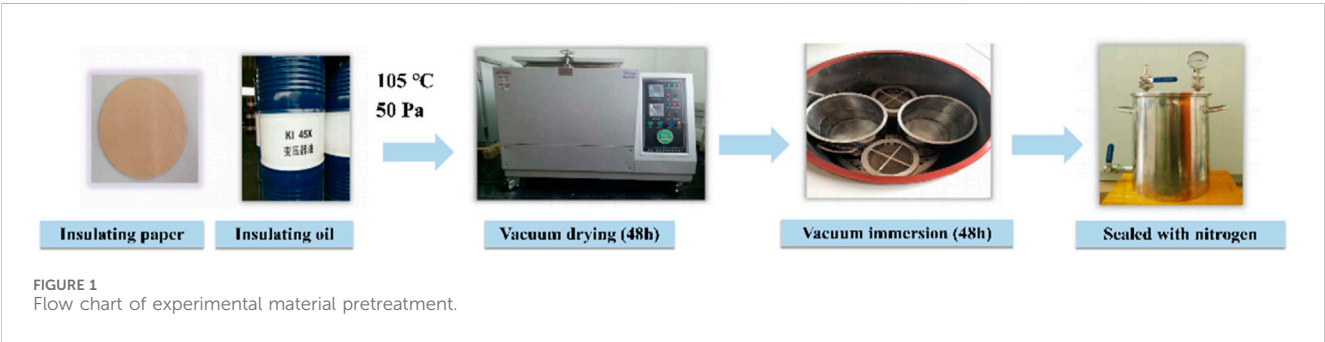 105 °C
50 Pa
KI 45X
变压器油
Insulating paper
Insulating oil
Vacuum drying (48h)
Vacuum immersion (48h)
Sealed with nitrogen
FIGURE 1
Flow chart of experimental material pretreatment.